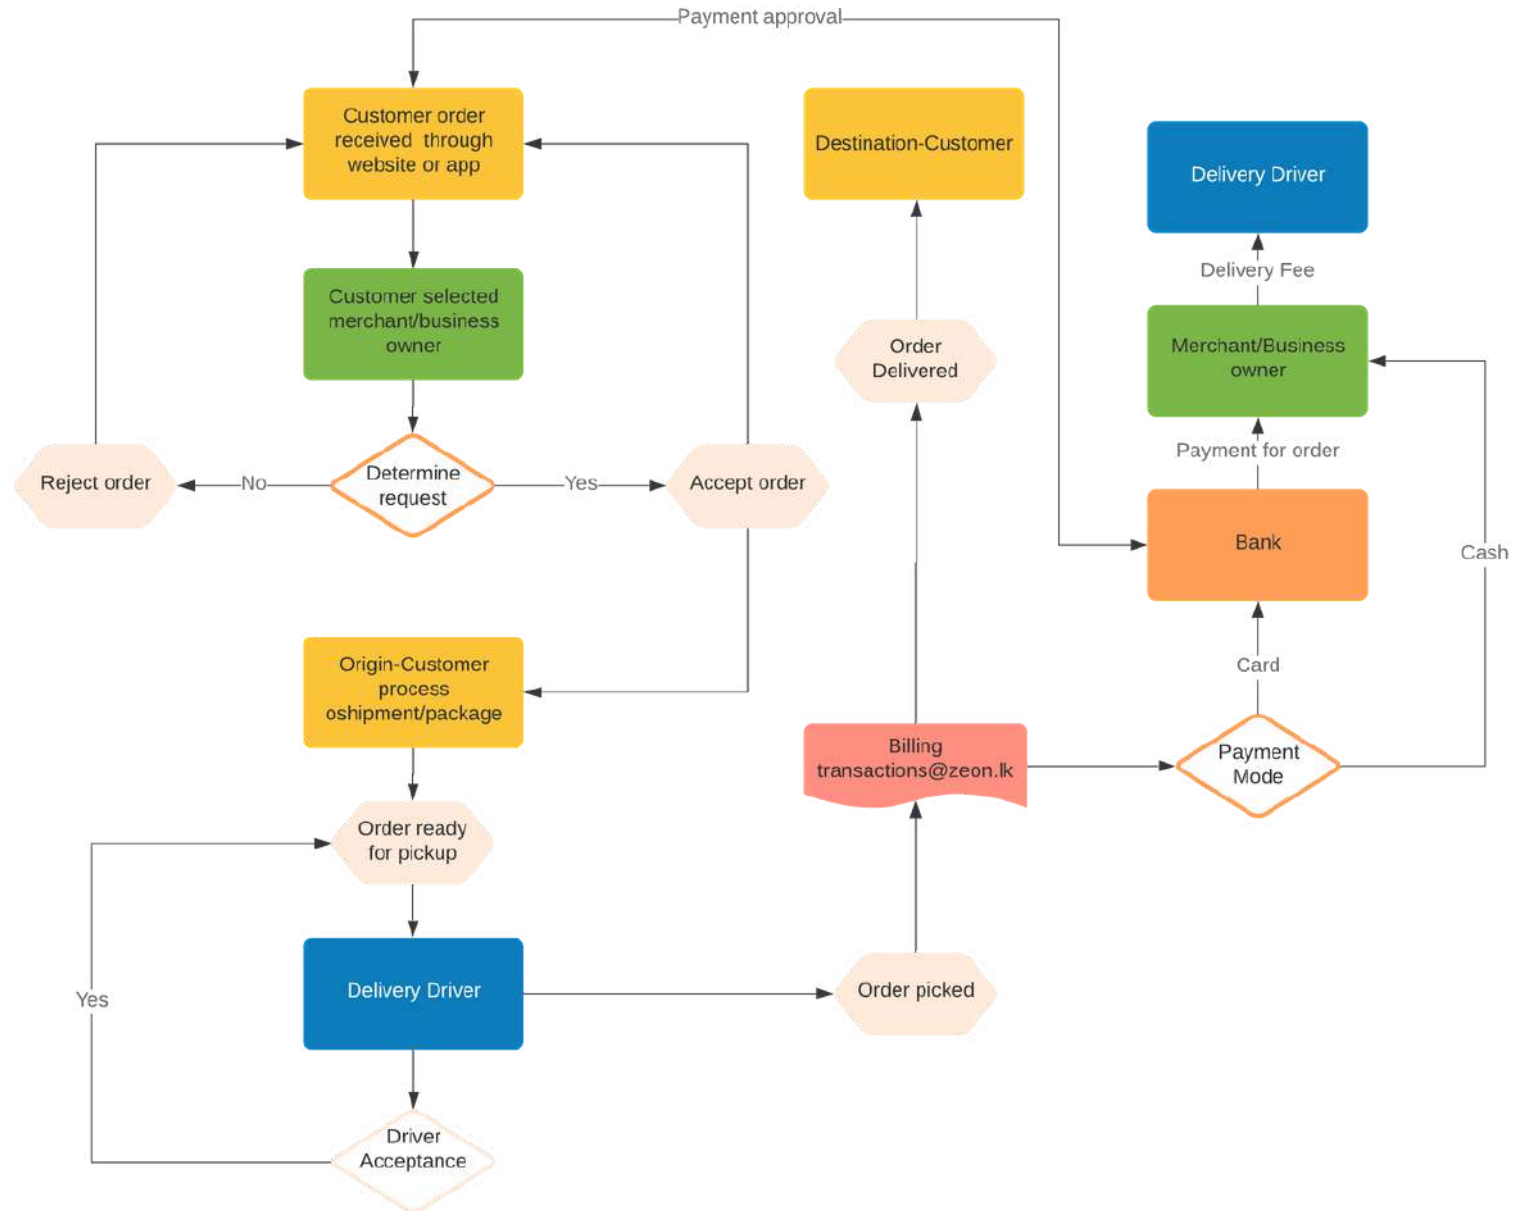 Payment approval
Customer order
received through
website or app
Destination-Customer
Delivery Driver
Delivery Fee
Customer selected
merchant/business
owner
Merchant/Business
owner
Order
Delivered
Payment for order
Reject order
No
Determine
request
Yes
Accept order
Bank
Cash
Card
Origin-Customer
process
oshipment/package
Billing
transactions@zeon.lk
Payment
Mode
Order ready
for pickup
Yes
Delivery Driver
Order picked
Driver
Acceptance